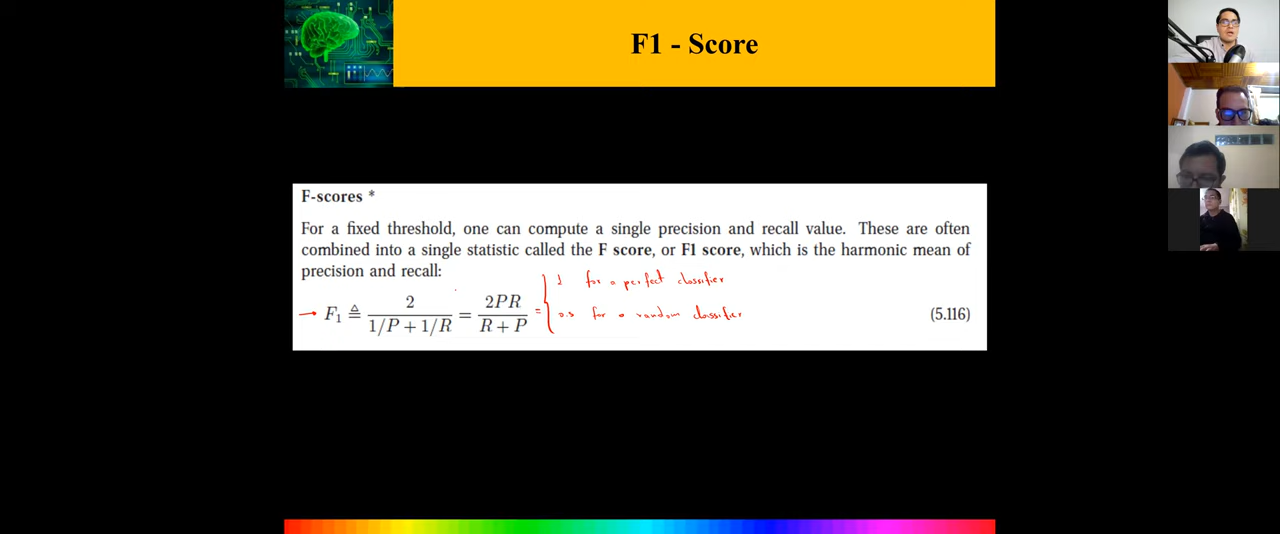 F1 - Score
F-scores *
For a fixed threshold, one can compute a single precision and recall value. These are often
combined into a single statistic called the F score, or F1 score, which is the harmonic mean of
precision and recall:
1 for a perfect classifier
→ F₁ ≜ 2 / (1/P + 1/R) = 2PR / (R + P) = { (5.116)
0.5 for a random classifier